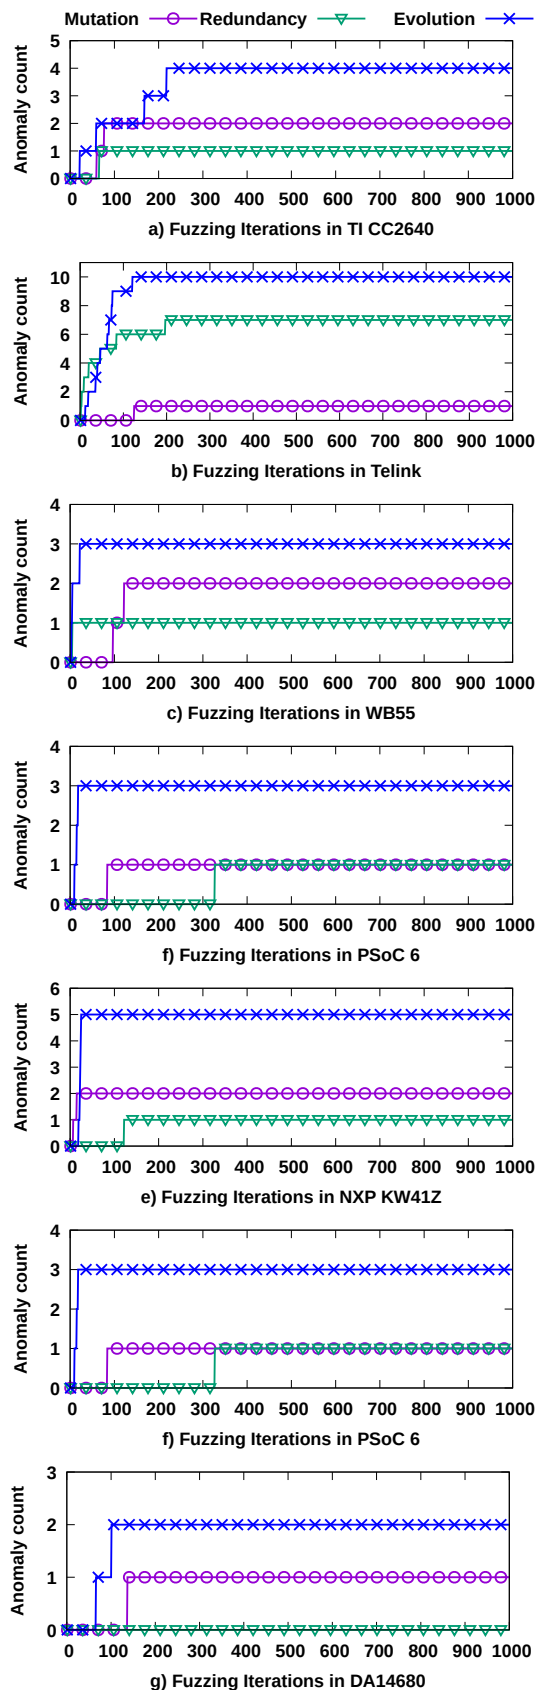 Mutation Redundancy Evolution
Anomaly count
5
4
3
2
1
0
0 100 200 300 400 500 600 700 800 900 1000
a) Fuzzing Iterations in TI CC2640
Anomaly count
10
8
6
4
2
0
0 100 200 300 400 500 600 700 800 900 1000
b) Fuzzing Iterations in Telink
Anomaly count
4
3
2
1
0
0 100 200 300 400 500 600 700 800 900 1000
c) Fuzzing Iterations in WB55
Anomaly count
4
3
2
1
0
0 100 200 300 400 500 600 700 800 900 1000
f) Fuzzing Iterations in PSoC 6
Anomaly count
6
5
4
3
2
1
0
0 100 200 300 400 500 600 700 800 900 1000
e) Fuzzing Iterations in NXP KW41Z
Anomaly count
4
3
2
1
0
0 100 200 300 400 500 600 700 800 900 1000
f) Fuzzing Iterations in PSoC 6
Anomaly count
3
2
1
0
0 100 200 300 400 500 600 700 800 900 1000
g) Fuzzing Iterations in DA14680